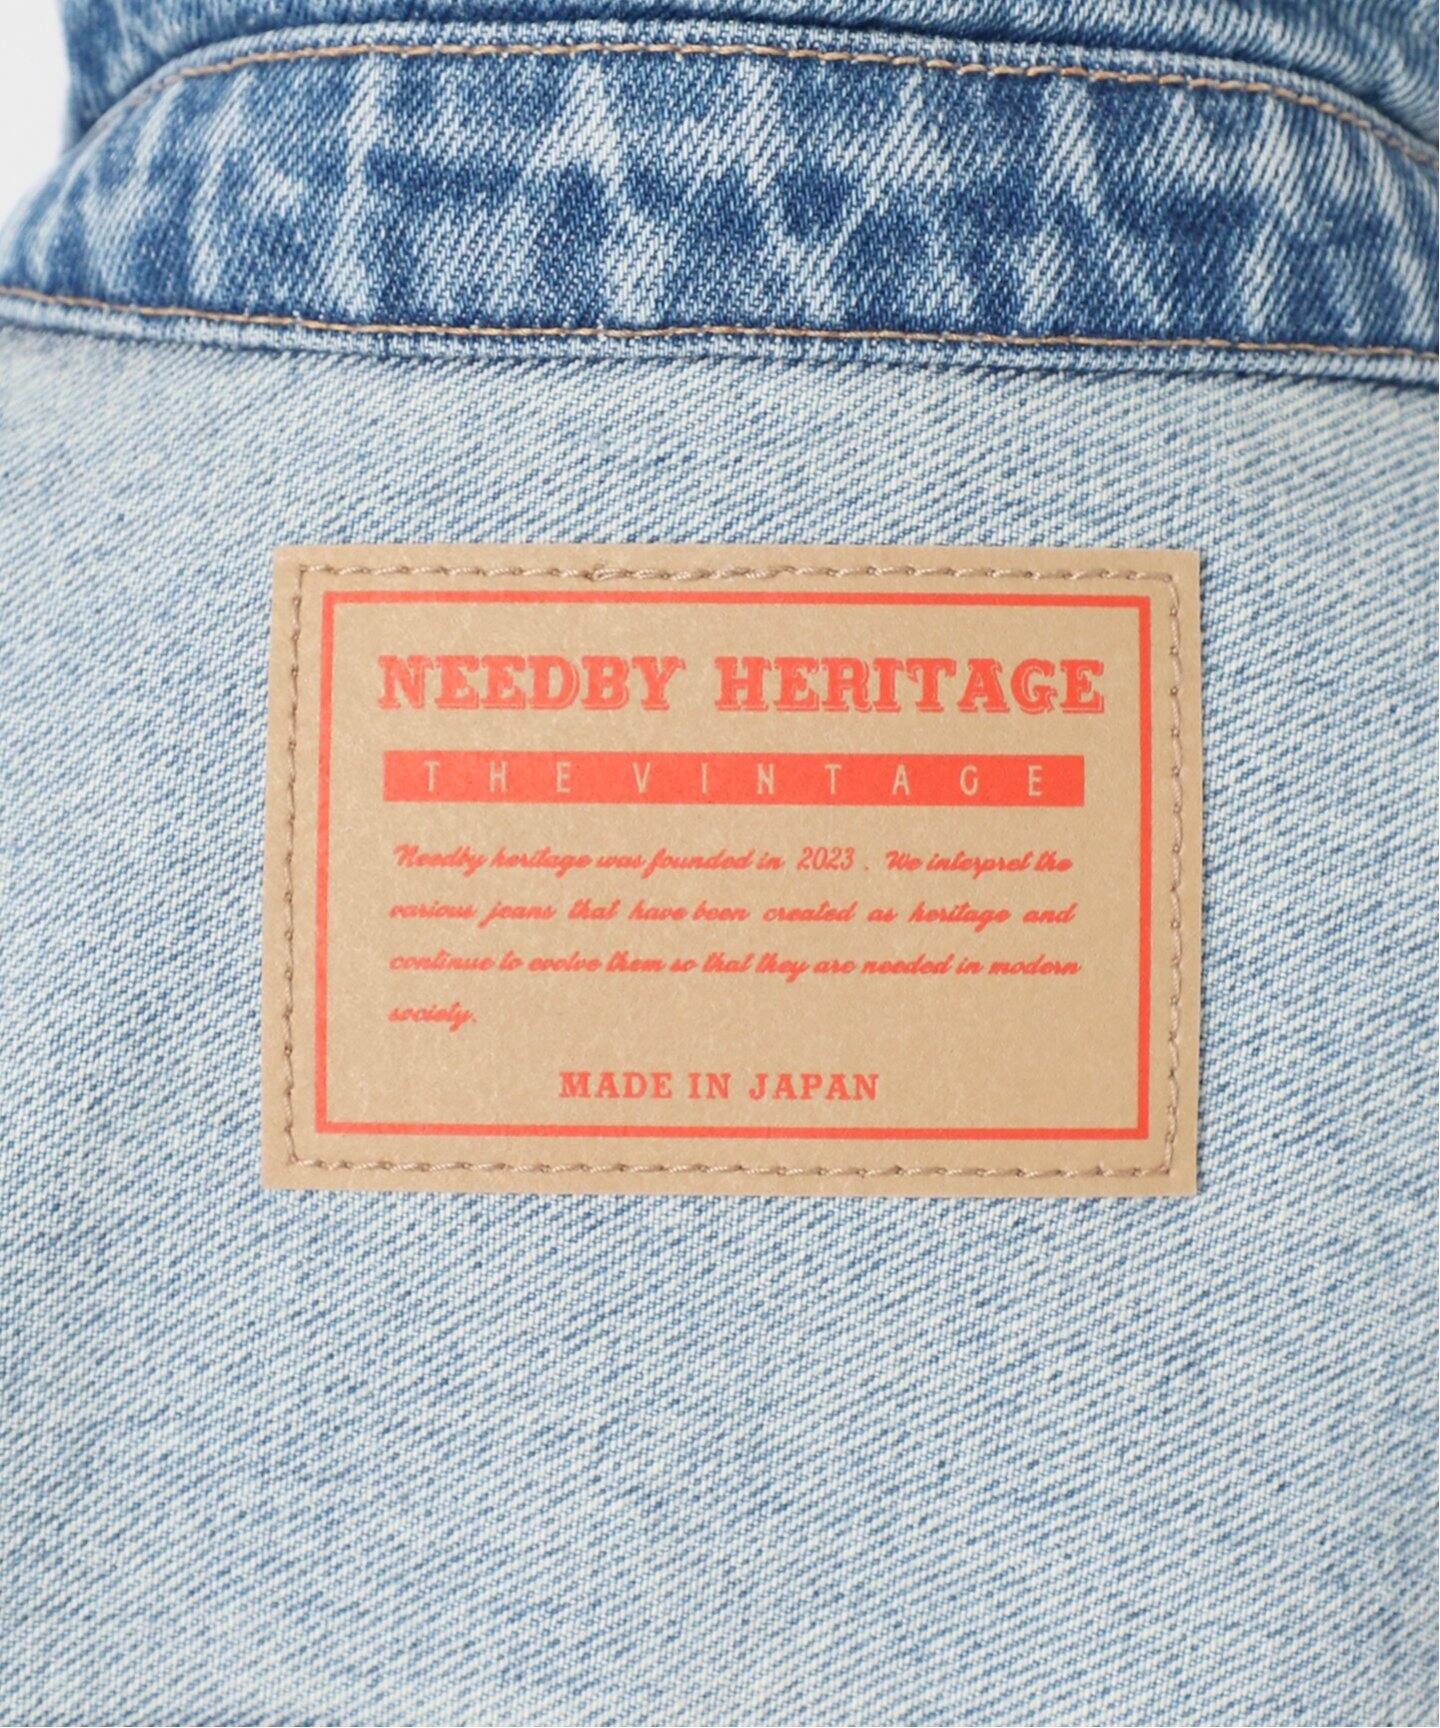 NEEDBY HERITAGE
THE VINTAGE
Needby heritage was founded in 2023 . We interpret the
various jeans that have been created as heritage and
continue to evolve them so that they are needed in modern
society.
MADE IN JAPAN